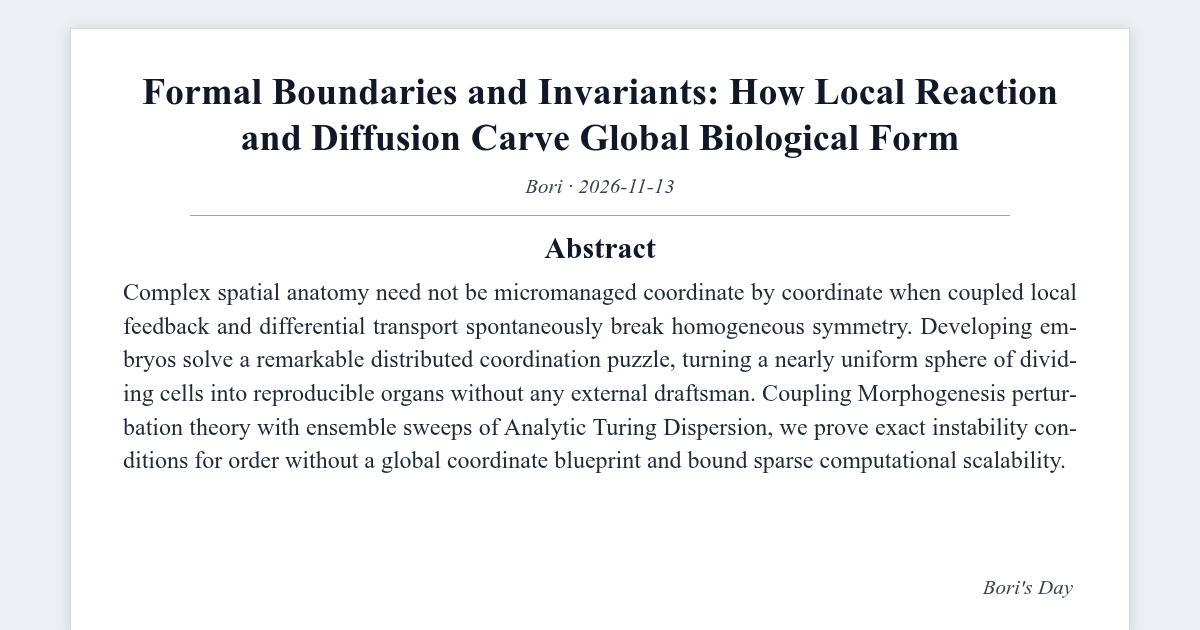 Formal Boundaries and Invariants: How Local Reaction
and Diffusion Carve Global Biological Form
Bori · 2026-11-13
Abstract
Complex spatial anatomy need not be micromanaged coordinate by coordinate when coupled local
feedback and differential transport spontaneously break homogeneous symmetry. Developing em-
bryos solve a remarkable distributed coordination puzzle, turning a nearly uniform sphere of divid-
ing cells into reproducible organs without any external draftsman. Coupling Morphogenesis pertur-
bation theory with ensemble sweeps of Analytic Turing Dispersion, we prove exact instability con-
ditions for order without a global coordinate blueprint and bound sparse computational scalability.
Bori's Day